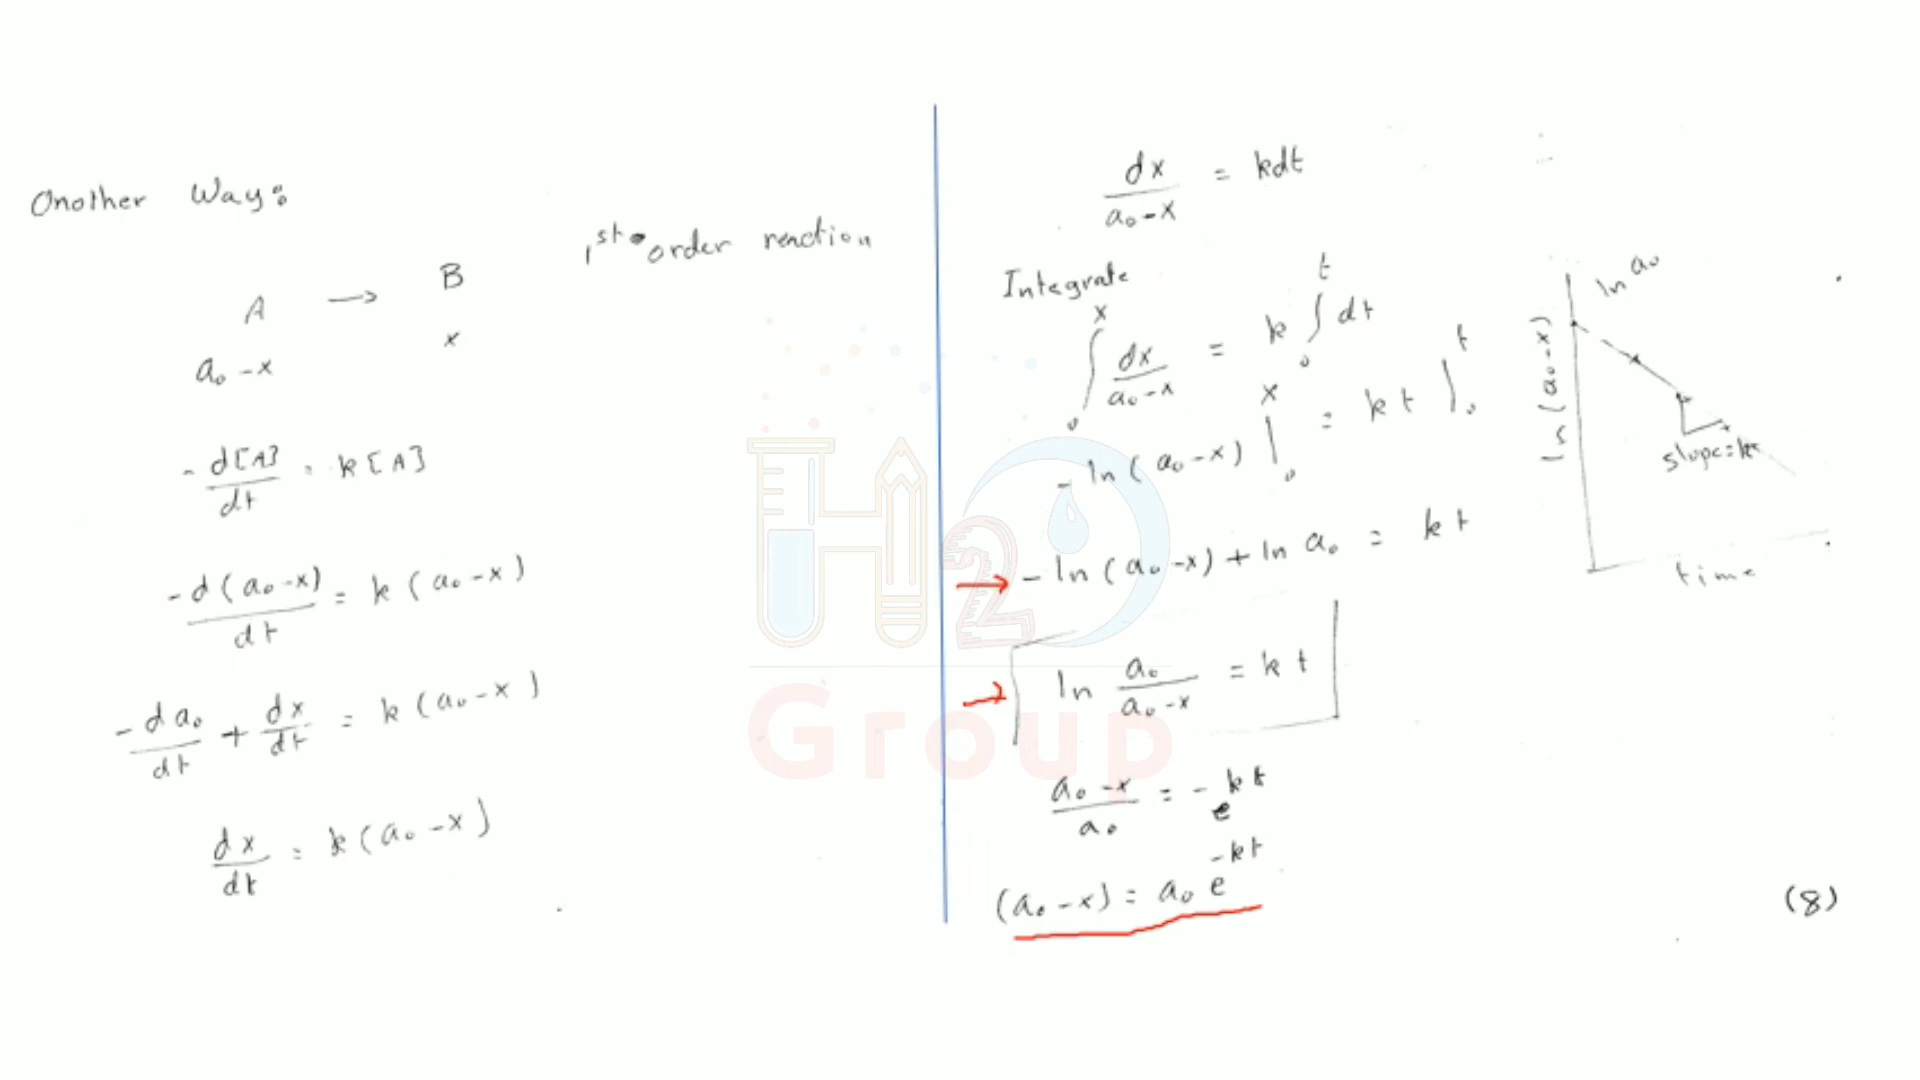 Onother Way:
1st order reaction
A → B
a₀ -x    x
- d[A]/dt = k[A]
- d(a₀-x)/dt = k(a₀-x)
- da₀/dt + dx/dt = k(a₀-x)
dx/dt = k(a₀-x)
dx/(a₀-x) = kdt
Integrate
∫₀ˣ dx/(a₀-x) = k ∫₀ᵗ dt
- ln(a₀-x) |₀ˣ = kt |₀ᵗ
→ - ln(a₀-x) + ln a₀ = kt
→ ln a₀/(a₀-x) = kt
(a₀-x)/a₀ = - e^kt
(a₀-x) = a₀ e^-kt
ln a₀
ln(a₀-x)
time
(8)
H2O
Group